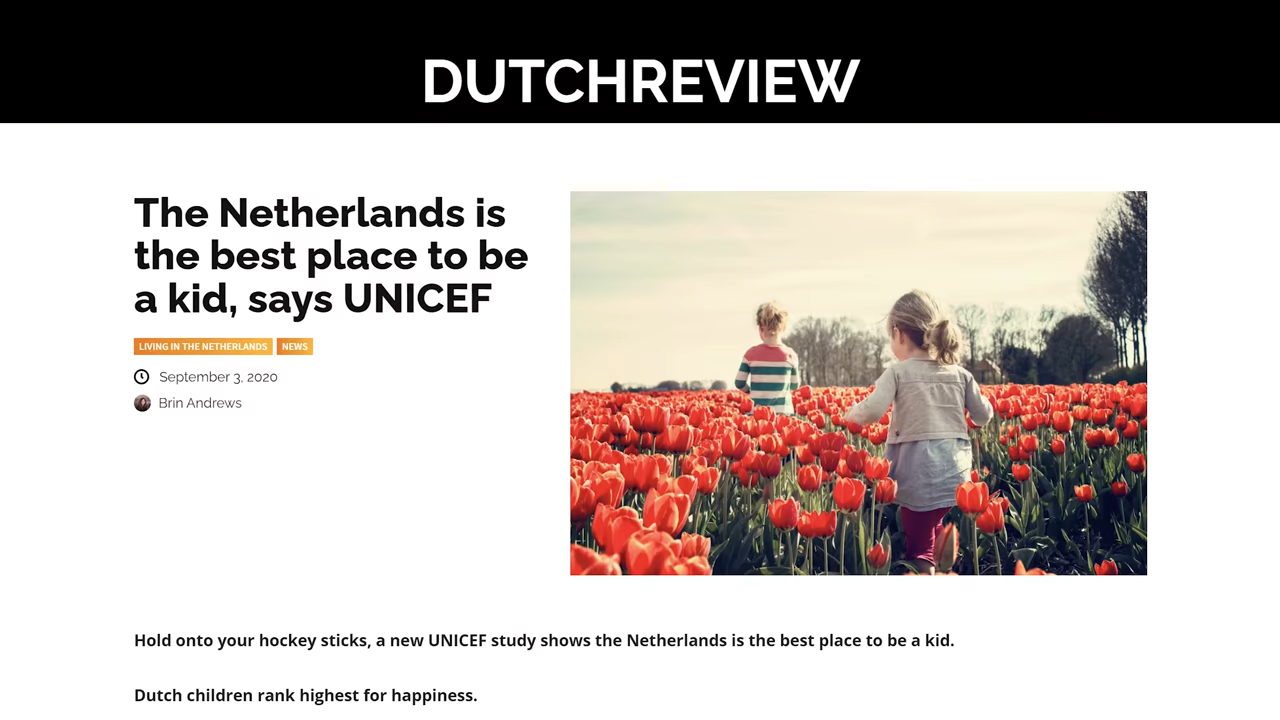 DUTCHREVIEW
The Netherlands is
the best place to be
a kid, says UNICEF
LIVING IN THE NETHERLANDS NEWS
September 3, 2020
Brin Andrews
Hold onto your hockey sticks, a new UNICEF study shows the Netherlands is the best place to be a kid.
Dutch children rank highest for happiness.